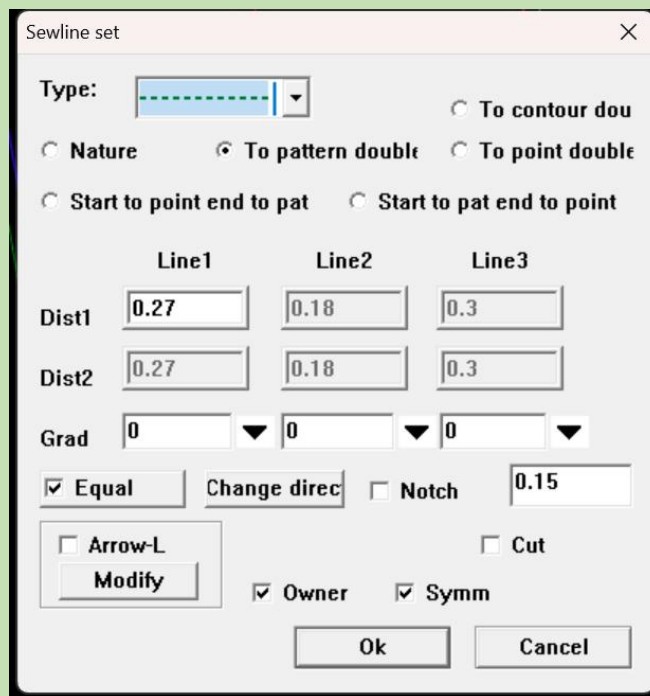 Sewline set
Type:
To contour dou
Nature
To pattern double
To point double
Start to point end to pat
Start to pat end to point
Line1 Line2 Line3
Dist1 0.27 0.18 0.3
Dist2 0.27 0.18 0.3
Grad 0 0 0
Equal Change direc Notch 0.15
Arrow-L Cut
Modify
Owner Symm
Ok Cancel